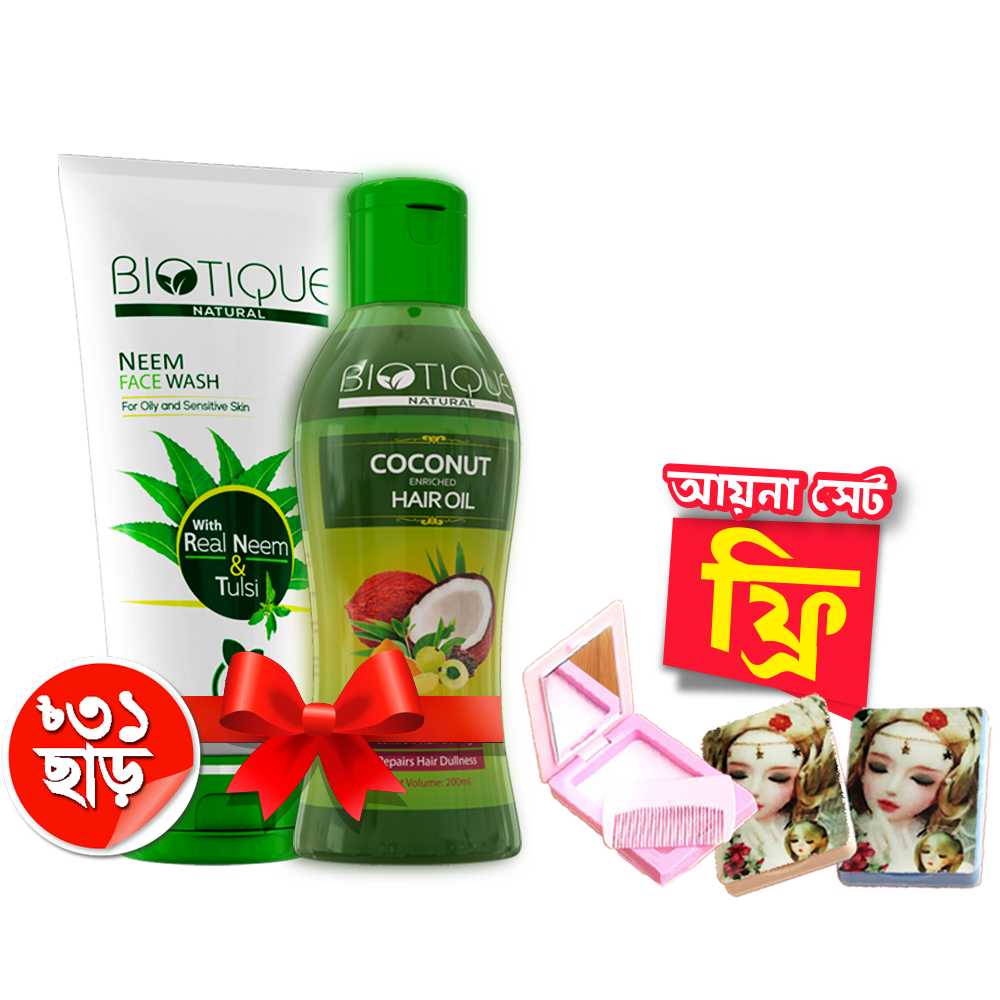 BIOTIQUE
NATURAL
NEEM
FACE WASH
For Oily and Sensitive Skin
With
Real Neem
&
Tulsi
BIOTIQUE
NATURAL
COCONUT
ENRICHED
HAIR OIL
Repairs Hair Dullness
Volume: 200ml
৳৩১
ছাড়
আয়না সেট
ফ্রি